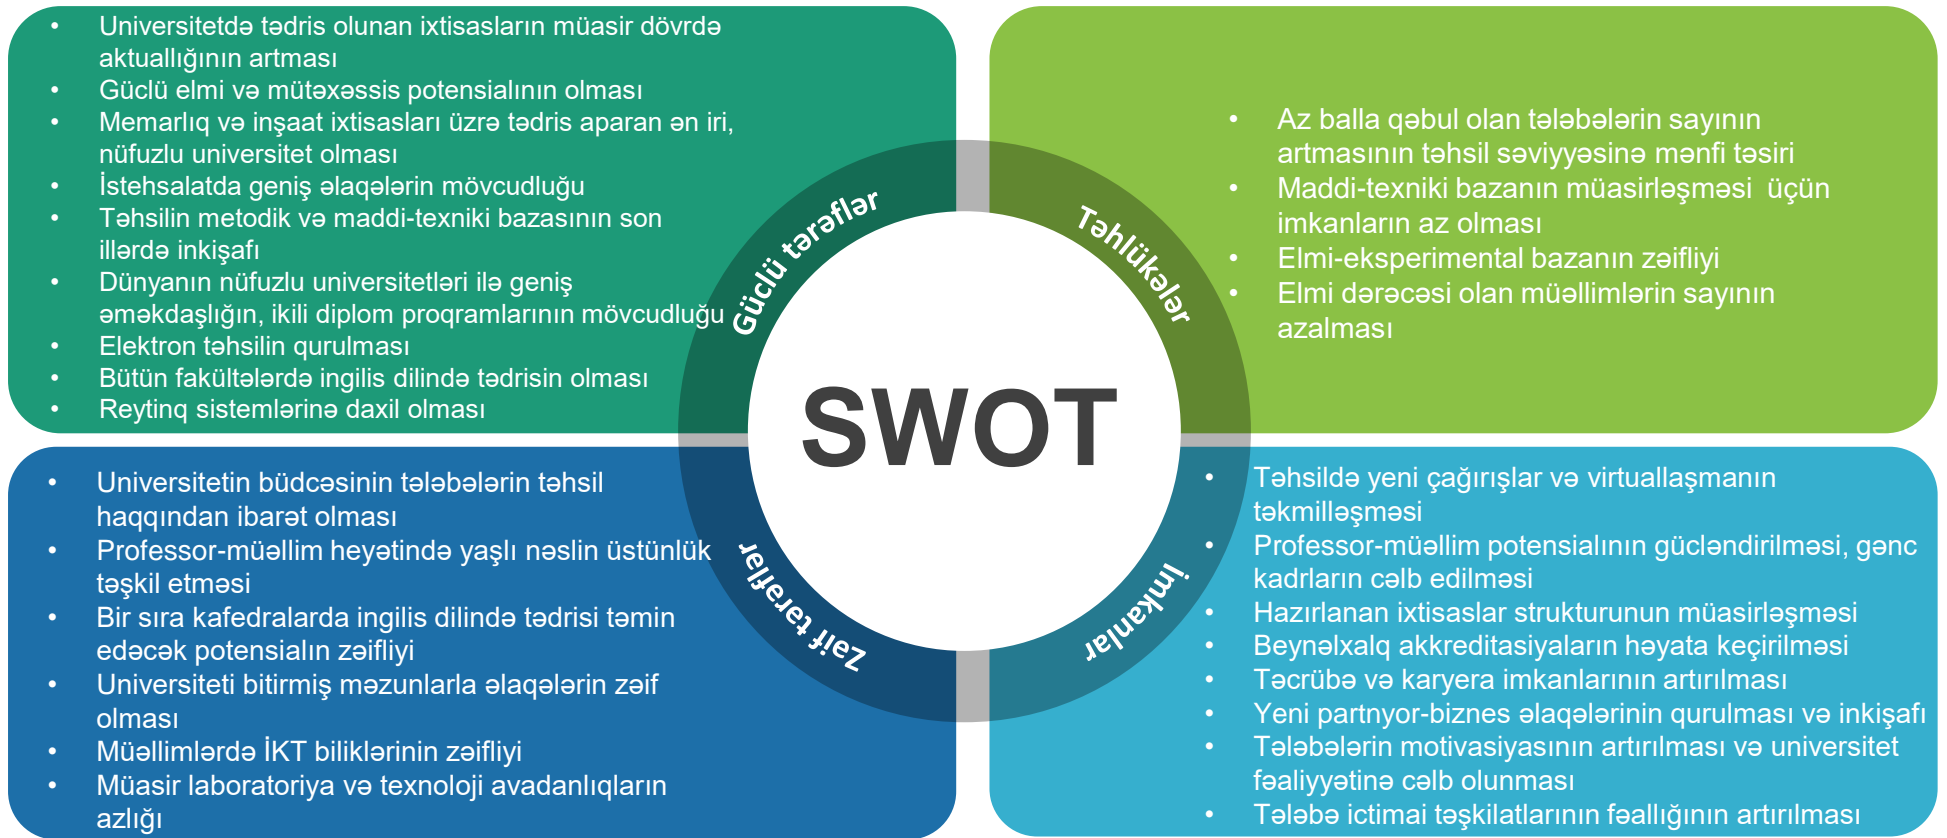 • Universitetdə tədris olunan ixtisasların müasir dövrdə
aktuallığının artması
• Güclü elmi və mütəxəssis potensialının olması
• Memarlıq və inşaat ixtisasları üzrə tədris aparan ən iri,
nüfuzlu universitet olması
• İstehsalatda geniş əlaqələrin mövcudluğu
• Təhsilin metodik və maddi-texniki bazasının son
illərdə inkişafı
• Dünyanın nüfuzlu universitetləri ilə geniş
əməkdaşlığın, ikili diplom proqramlarının mövcudluğu
• Elektron təhsilin qurulması
• Bütün fakültələrdə ingilis dilində tədrisin olması
• Reytinq sistemlərinə daxil olması
Güclü tərəflər
• Az balla qəbul olan tələbələrin sayının
artmasının təhsil səviyyəsinə mənfi təsiri
• Maddi-texniki bazanın müasirləşməsi  üçün
imkanların az olması
• Elmi-eksperimental bazanın zəifliyi
• Elmi dərəcəsi olan müəllimlərin sayının
azalması
Təhlükələr
SWOT
• Universitetin büdcəsinin tələbələrin təhsil
haqqından ibarət olması
• Professor-müəllim heyətində yaşlı nəslin üstünlük
təşkil etməsi
• Bir sıra kafedralarda ingilis dilində tədrisi təmin
edəcək potensialın zəifliyi
• Universiteti bitirmiş məzunlarla əlaqələrin zəif
olması
• Müəllimlərdə İKT biliklərinin zəifliyi
• Müasir laboratoriya və texnoloji avadanlıqların
azlığı
Zəif tərəflər
• Təhsildə yeni çağırışlar və virtuallaşmanın
təkmilləşməsi
• Professor-müəllim potensialının gücləndirilməsi, gənc
kadrların cəlb edilməsi
• Hazırlanan ixtisaslar strukturunun müasirləşməsi
• Beynəlxalq akkreditasiyaların həyata keçirilməsi
• Təcrübə və karyera imkanlarının artırılması
• Yeni partnyor-biznes əlaqələrinin qurulması və inkişafı
• Tələbələrin motivasiyasının artırılması və universitet
fəaliyyətinə cəlb olunması
• Tələbə ictimai təşkilatlarının fəallığının artırılması
İmkanlar